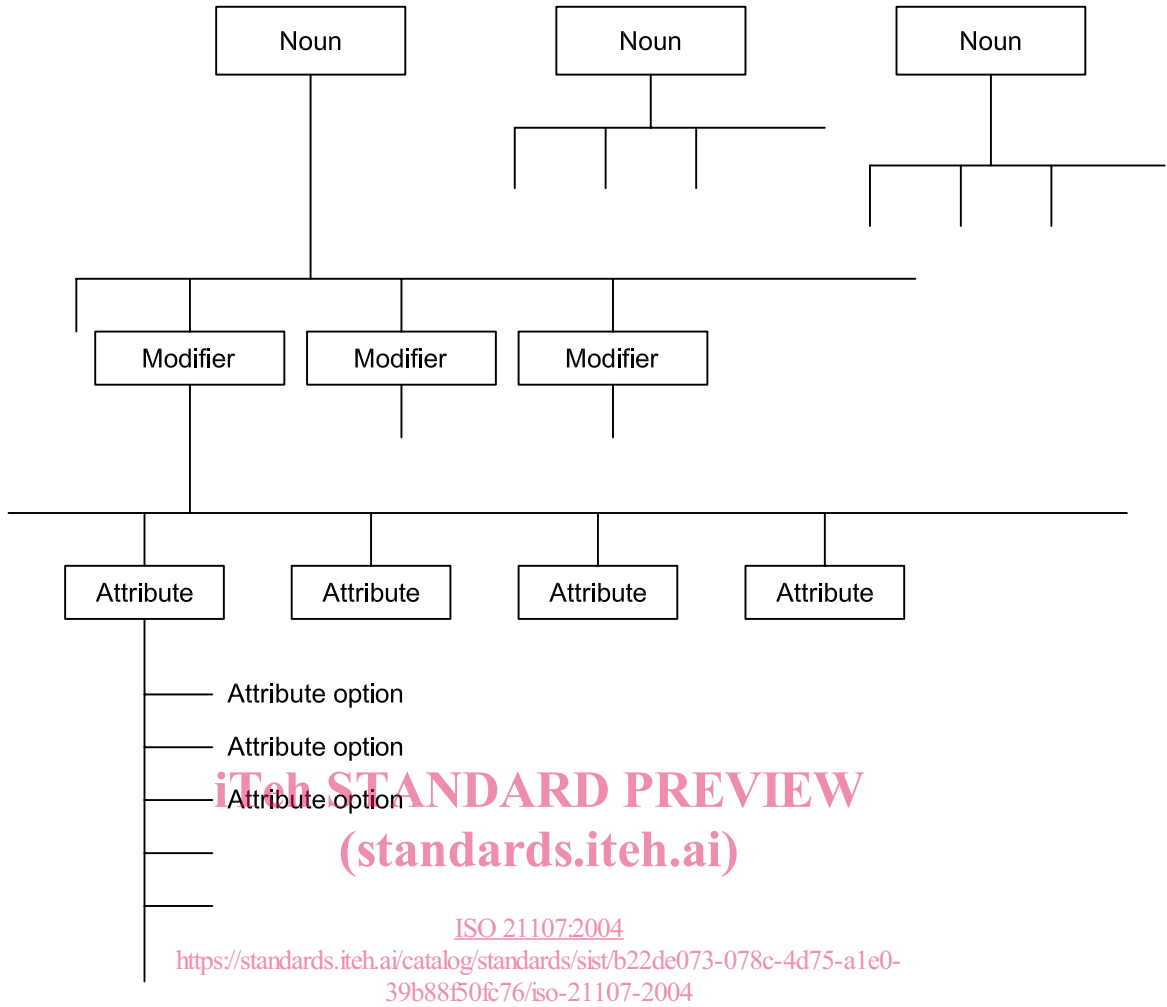 Noun Noun Noun
Modifier Modifier Modifier
Attribute Attribute Attribute Attribute
Attribute option
Attribute option
Attribute option
iTeh STANDARD PREVIEW
(standards.iteh.ai)
ISO 21107:2004
https://standards.iteh.ai/catalog/standards/sist/b22de073-078c-4d75-a1e0-
39b88f50fc76/iso-21107-2004